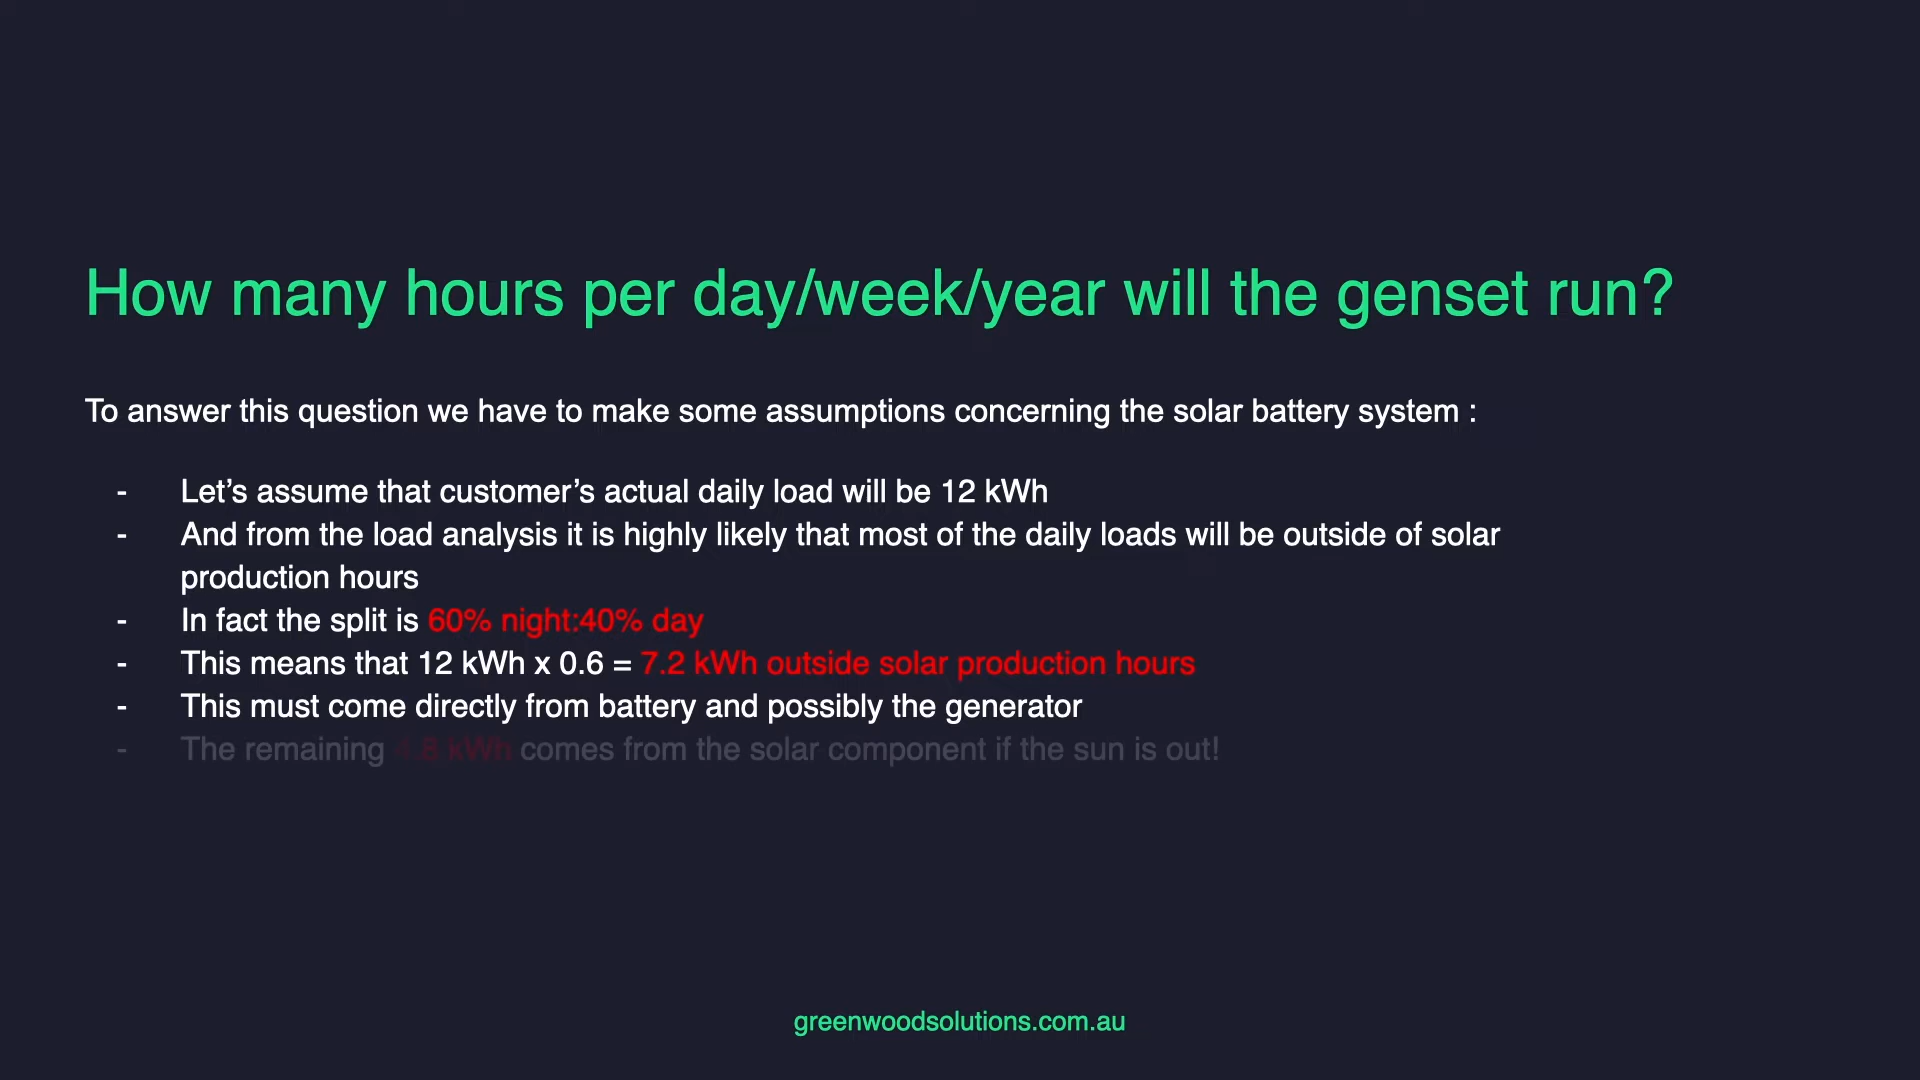 How many hours per day/week/year will the genset run?
To answer this question we have to make some assumptions concerning the solar battery system :
- Let’s assume that customer’s actual daily load will be 12 kWh
- And from the load analysis it is highly likely that most of the daily loads will be outside of solar
production hours
- In fact the split is 60% night:40% day
- This means that 12 kWh x 0.6 = 7.2 kWh outside solar production hours
- This must come directly from battery and possibly the generator
- The remaining 4.8 kWh comes from the solar component if the sun is out!
greenwoodsolutions.com.au